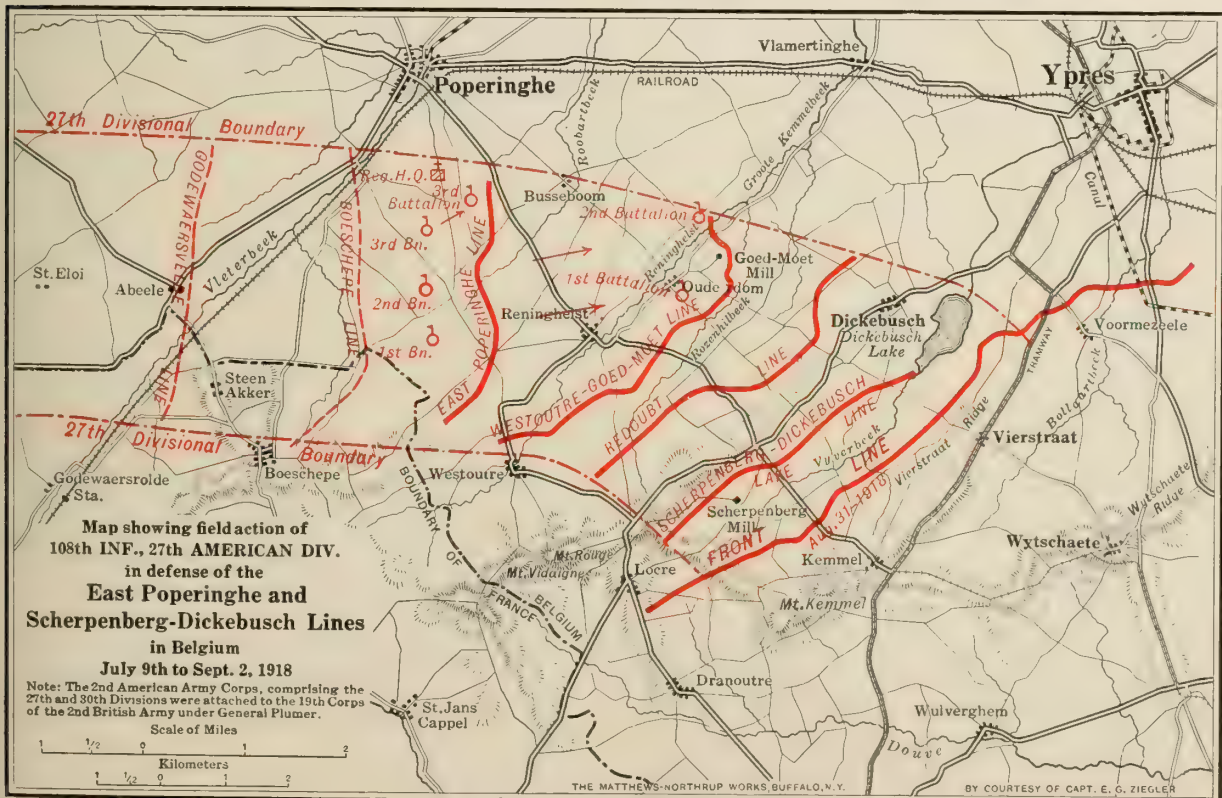 Poperinghe
Vlamertinghe
Ypres
RAILROAD
27th Divisional Boundary
GODEWAERSVELDE LINE
BOESCHEPE LINE
Reg. H.Q.
3rd
Battalion
3rd Bn.
2nd Bn.
1st Bn.
EAST POPERINGHE LINE
Busseboom
Roobartbeek
Groote Kemmelbeek
Canal
2nd Battalion
Reninghelst
Goed-Moet
Mill
1st Battalion
Oude dom
Reninghelst
Rozenhilbeek
St. Eloi
Abeele
Vleterbeek
Dickebusch
Dickebusch
Lake
Voormezeele
TRAMWAY
Bollaartbeek
Steen
Akker
WESTOUTRE-GOED-MOET LINE
REDOUBT LINE
SCHERPENBERG-DICKEBUSCH
LAKE LINE
Vijverbeek
FRONT LINE
Aug. 31-1918
Vierstraat Ridge
Vierstraat
27th Divisional Boundary
Boeschepe
Westoutre
Godewaersrolde
Sta.
BOUNDARY OF
FRANCE
BELGIUM
Scherpenberg
Mill
Mt. Rouge
Mt. Vidaigne
Locre
Kemmel
Mt. Kemmel
Wytschaete
Ridge
Wytschaete
Map showing field action of
108th INF., 27th AMERICAN DIV.
in defense of the
East Poperinghe and
Scherpenberg-Dickebusch Lines
in Belgium
July 9th to Sept. 2, 1918
Note: The 2nd American Army Corps, comprising the
27th and 30th Divisions were attached to the 19th Corps
of the 2nd British Army under General Plumer.
Scale of Miles
1 1/2 0 1 2
Kilometers
1 1/2 0 1 2
St. Jans
Cappel
Dranoutre
Wulverghem
Douve
THE MATTHEWS-NORTHRUP WORKS, BUFFALO, N.Y.
BY COURTESY OF CAPT. E. G. ZIEGLER